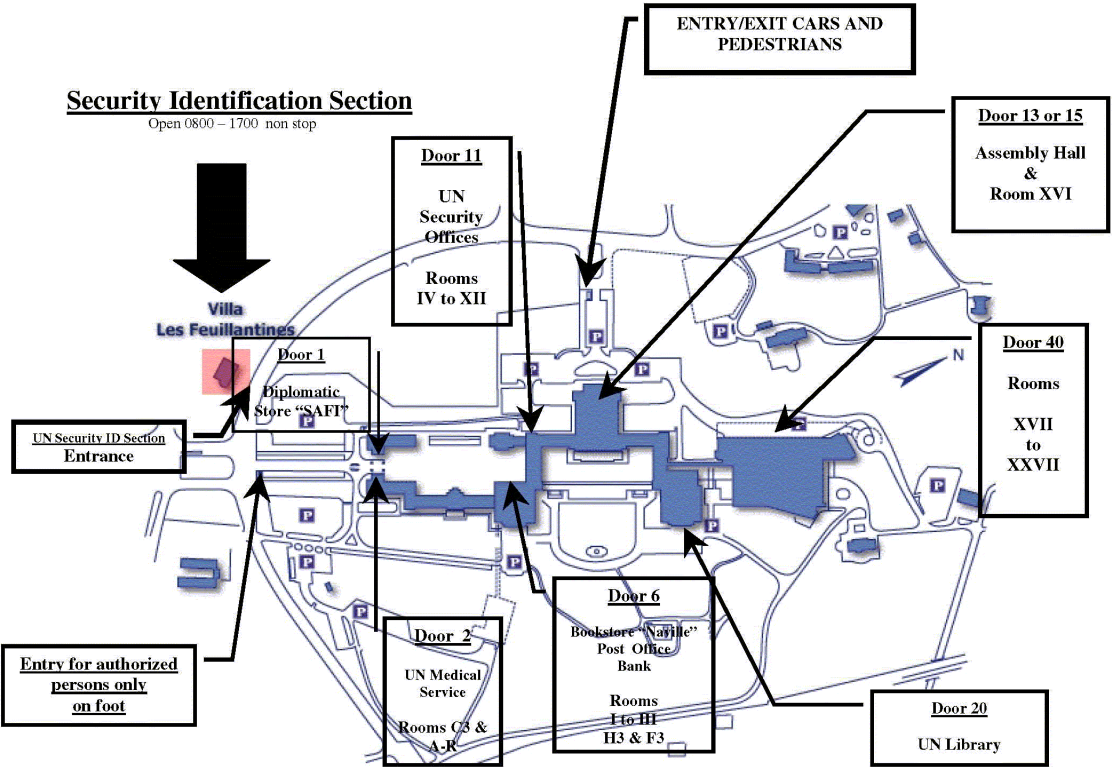 ENTRY/EXIT CARS AND
PEDESTRIANS
Security Identification Section
Open 0800 – 1700 non stop
Door 13 or 15
Assembly Hall
&
Room XVI
Door 11
UN
Security
Offices
Rooms
IV to XII
Villa
Les Feuillantines
Door 1
Diplomatic
Store “SAFI”
UN Security ID Section
Entrance
N
Door 40
Rooms
XVII
to
XXVII
P
P
P
P
P
P
P
P
P
P
P
P
P
Entry for authorized
persons only
on foot
Door 2
UN Medical
Service
Rooms C3 &
A-R
Door 6
Bookstore “Naville”
Post Office
Bank
Rooms
I to III
H3 & F3
Door 20
UN Library